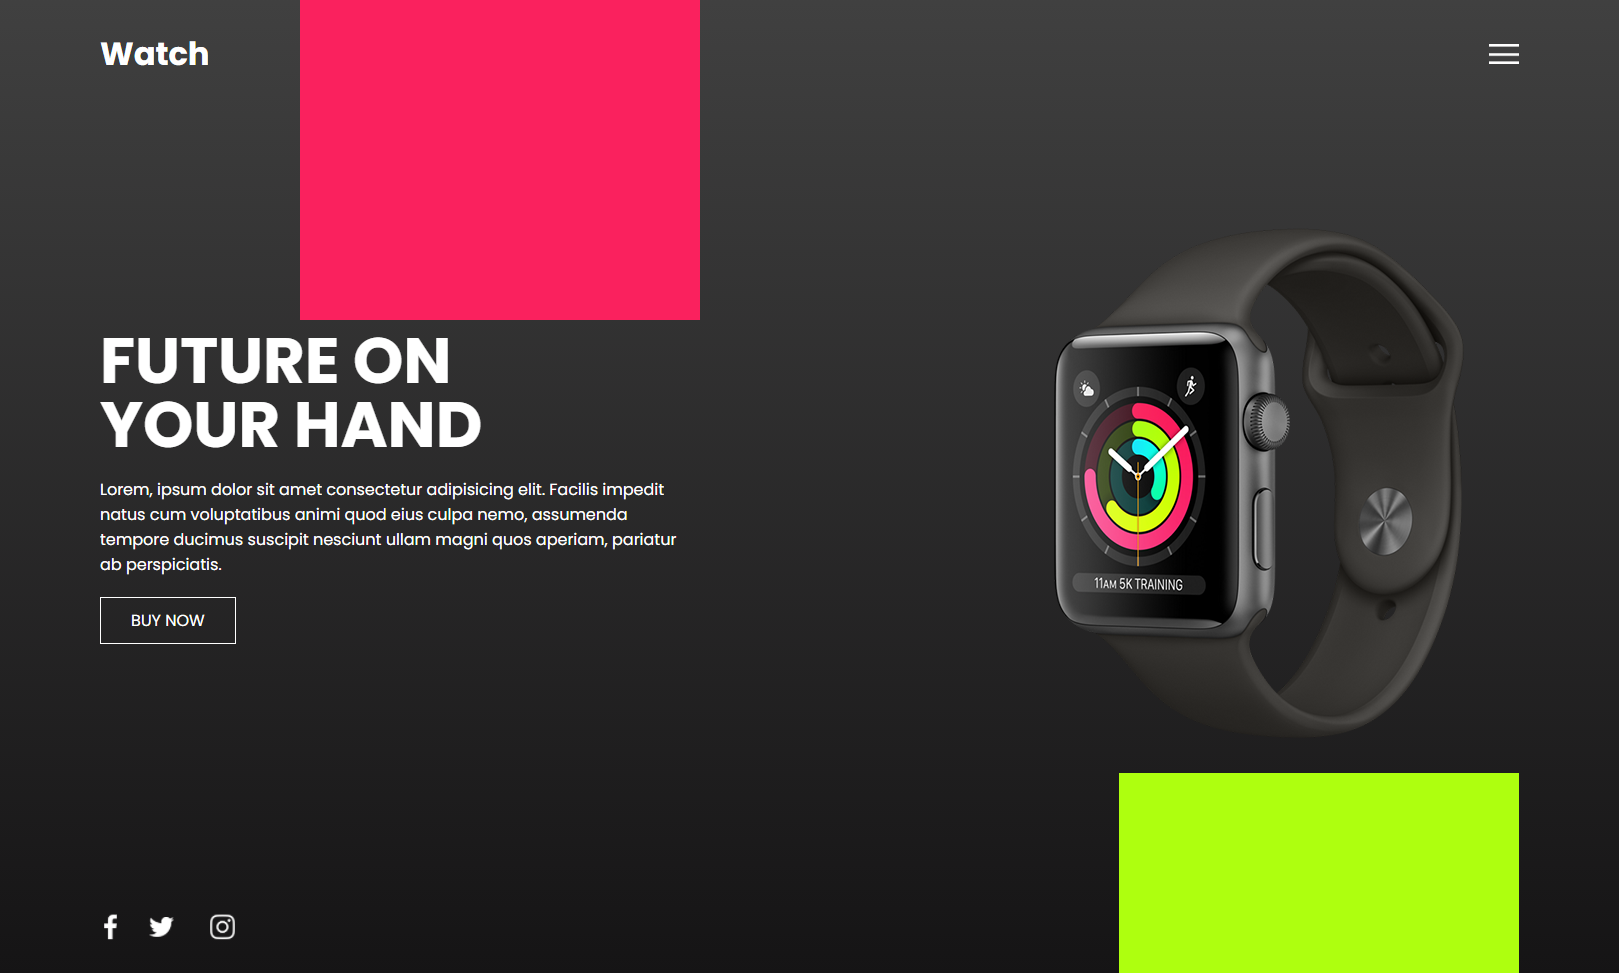 Watch
FUTURE ON
YOUR HAND
Lorem, ipsum dolor sit amet consectetur adipisicing elit. Facilis impedit
natus cum voluptatibus animi quod eius culpa nemo, assumenda
tempore ducimus suscipit nesciunt ullam magni quos aperiam, pariatur
ab perspiciatis.
BUY NOW
11AM 5K TRAINING